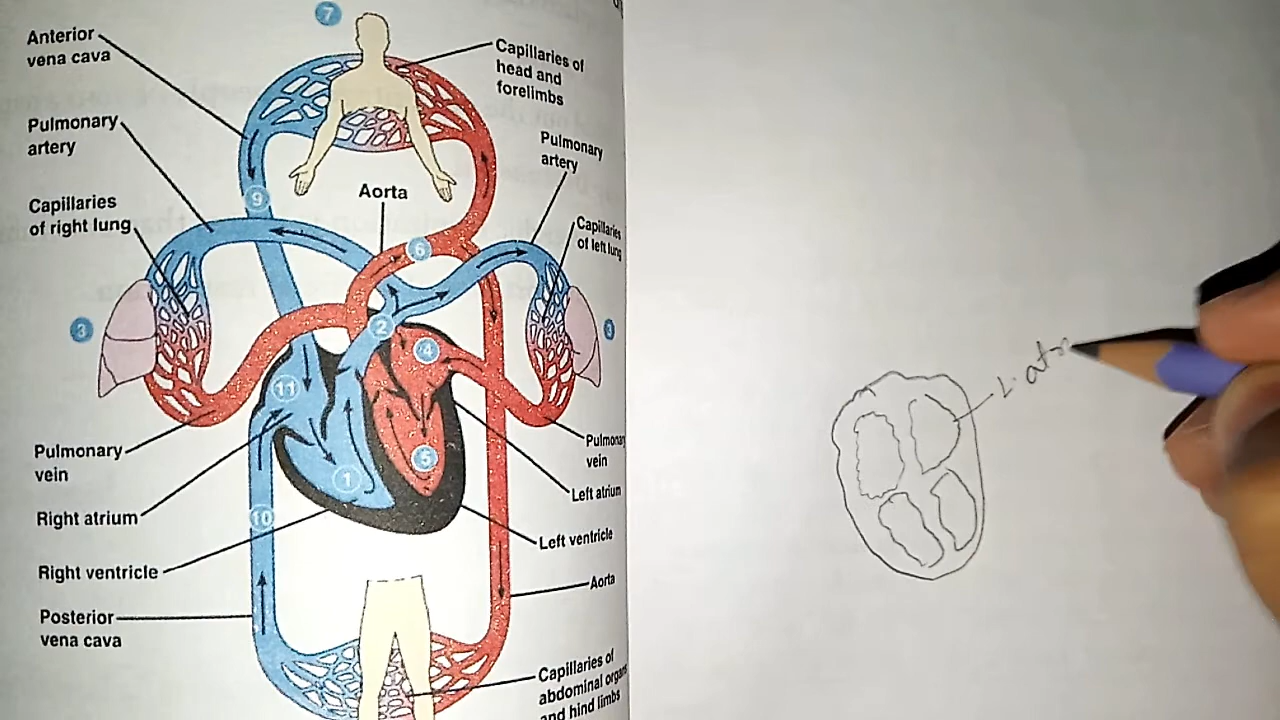 7
Anterior
vena cava
Capillaries of
head and
forelimbs
Pulmonary
artery
Pulmonary
artery
Capillaries
of right lung
Aorta
Capillaries
of left lung
9
6
3
2
3
4
11
5
1
Pulmonary
vein
Pulmonary
vein
Right atrium
Left atrium
10
Left ventricle
Right ventricle
Aorta
Posterior
vena cava
Capillaries of
abdominal organs
and hind limbs
L. atr